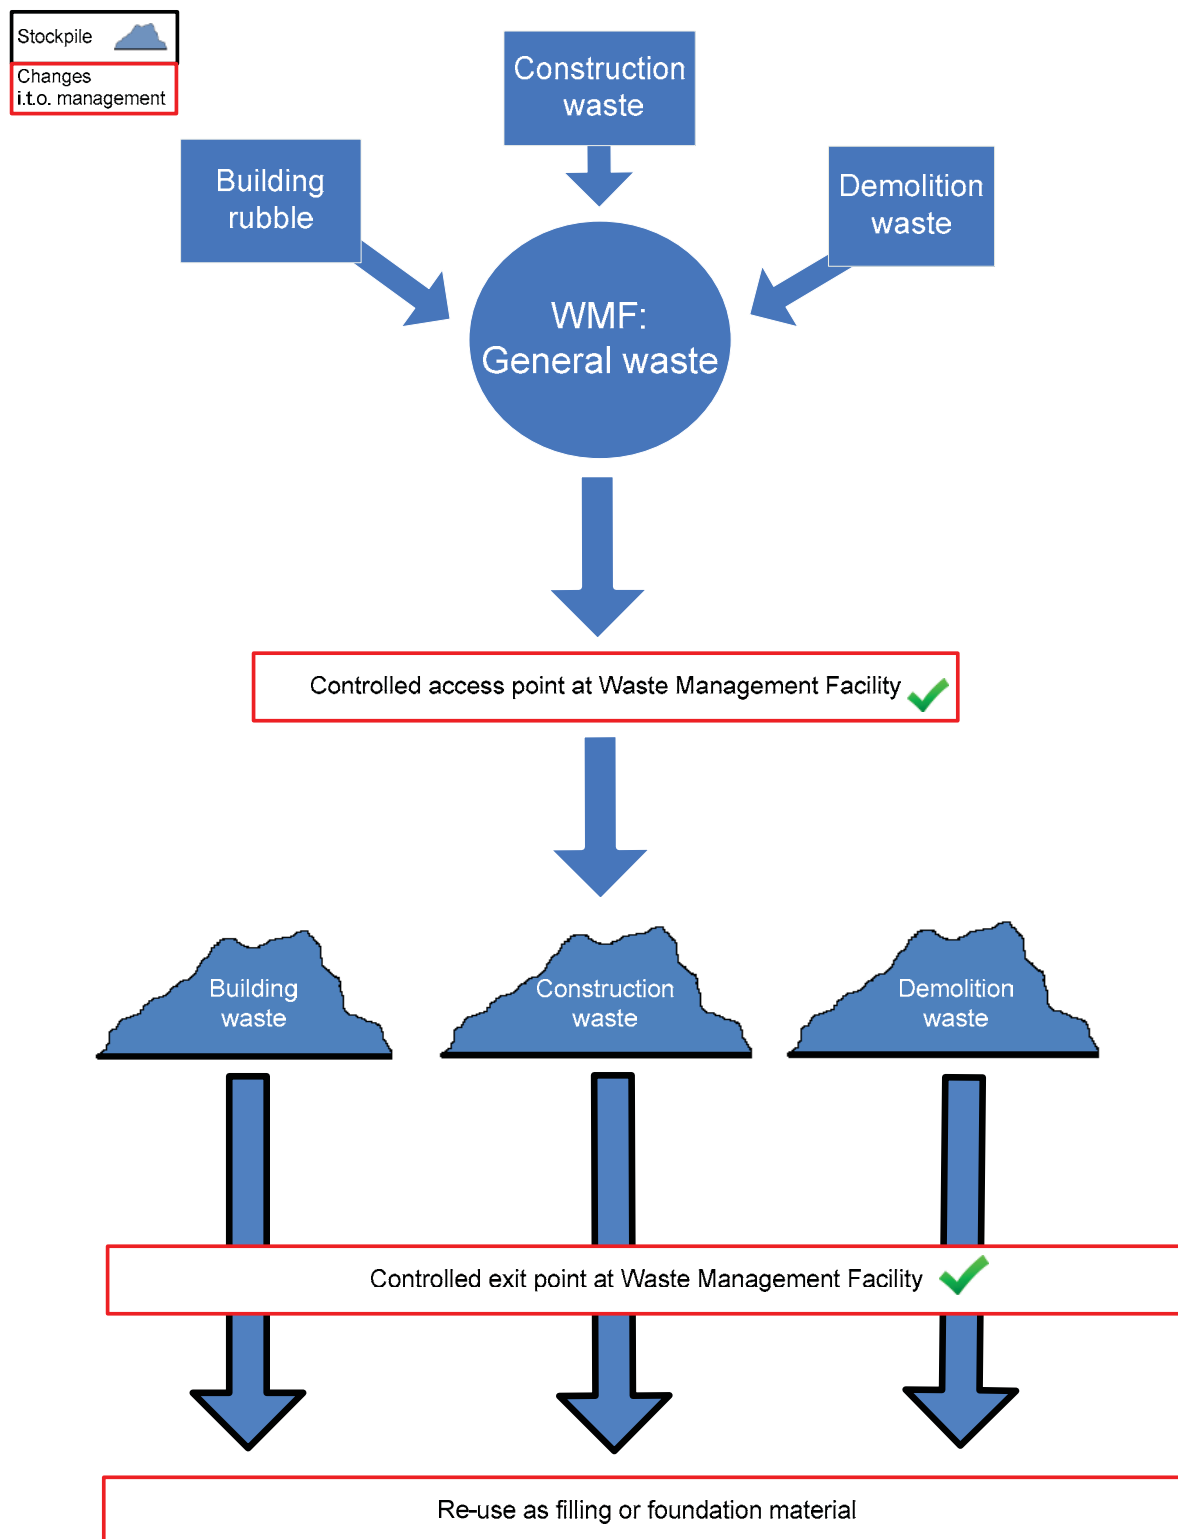 Stockpile
Changes
i.t.o. management
Construction
waste
Building
rubble
Demolition
waste
WMF:
General waste
Controlled access point at Waste Management Facility
Building
waste
Construction
waste
Demolition
waste
Controlled exit point at Waste Management Facility
Re-use as filling or foundation material